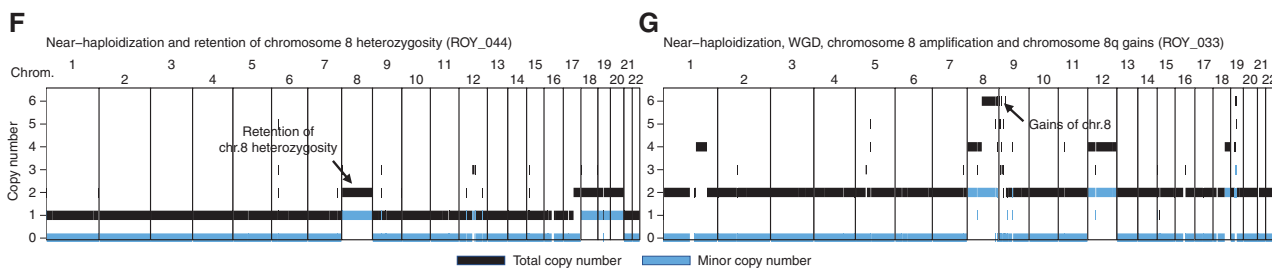 F
Near–haploidization and retention of chromosome 8 heterozygosity (ROY_044)
Chrom.
1 3 5 7 9 11 13 15 17 19 21
2 4 6 8 10 12 14 16 18 20 22
Copy number
6
5
4
3
2
1
0
Retention of
chr.8 heterozygosity
G
Near–haploidization, WGD, chromosome 8 amplification and chromosome 8q gains (ROY_033)
1 3 5 7 9 11 13 15 17 19 21
2 4 6 8 10 12 14 16 18 20 22
6
5
4
3
2
1
0
Gains of chr.8
Total copy number
Minor copy number